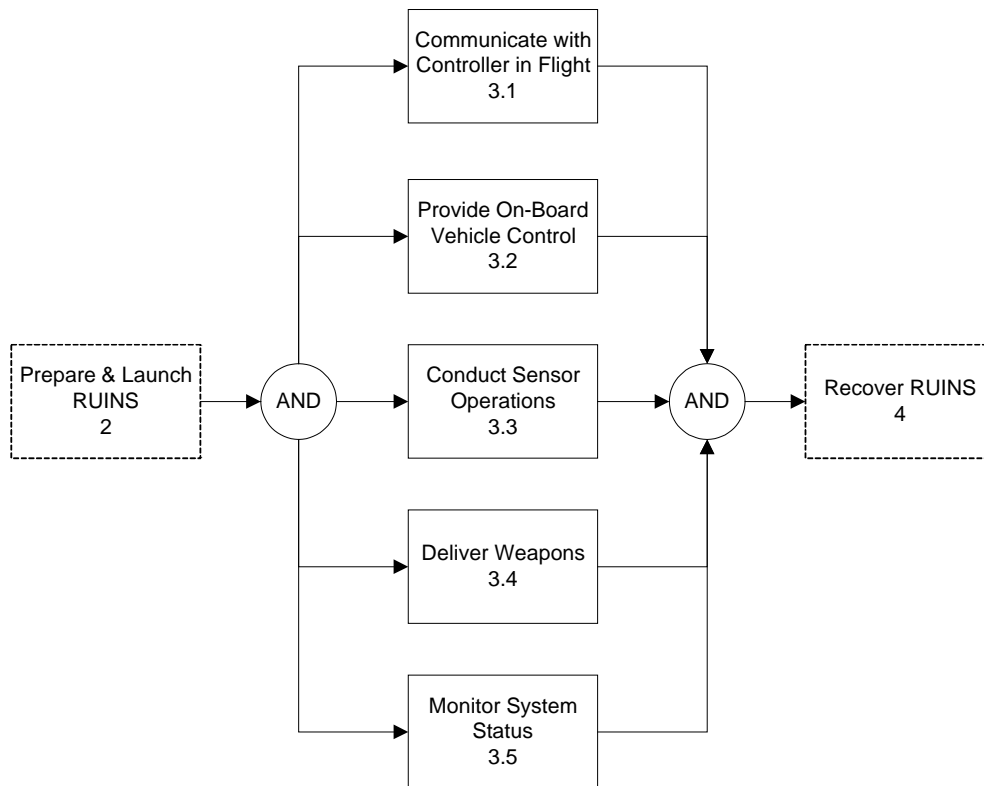 Communicate with
Controller in Flight
3.1
Provide On-Board
Vehicle Control
3.2
Prepare & Launch
RUINS
2
AND
Conduct Sensor
Operations
3.3
AND
Recover RUINS
4
Deliver Weapons
3.4
Monitor System
Status
3.5